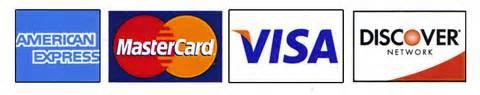 AMERICAN
EXPRESS
MasterCard
VISA
DISCOVER
NETWORK